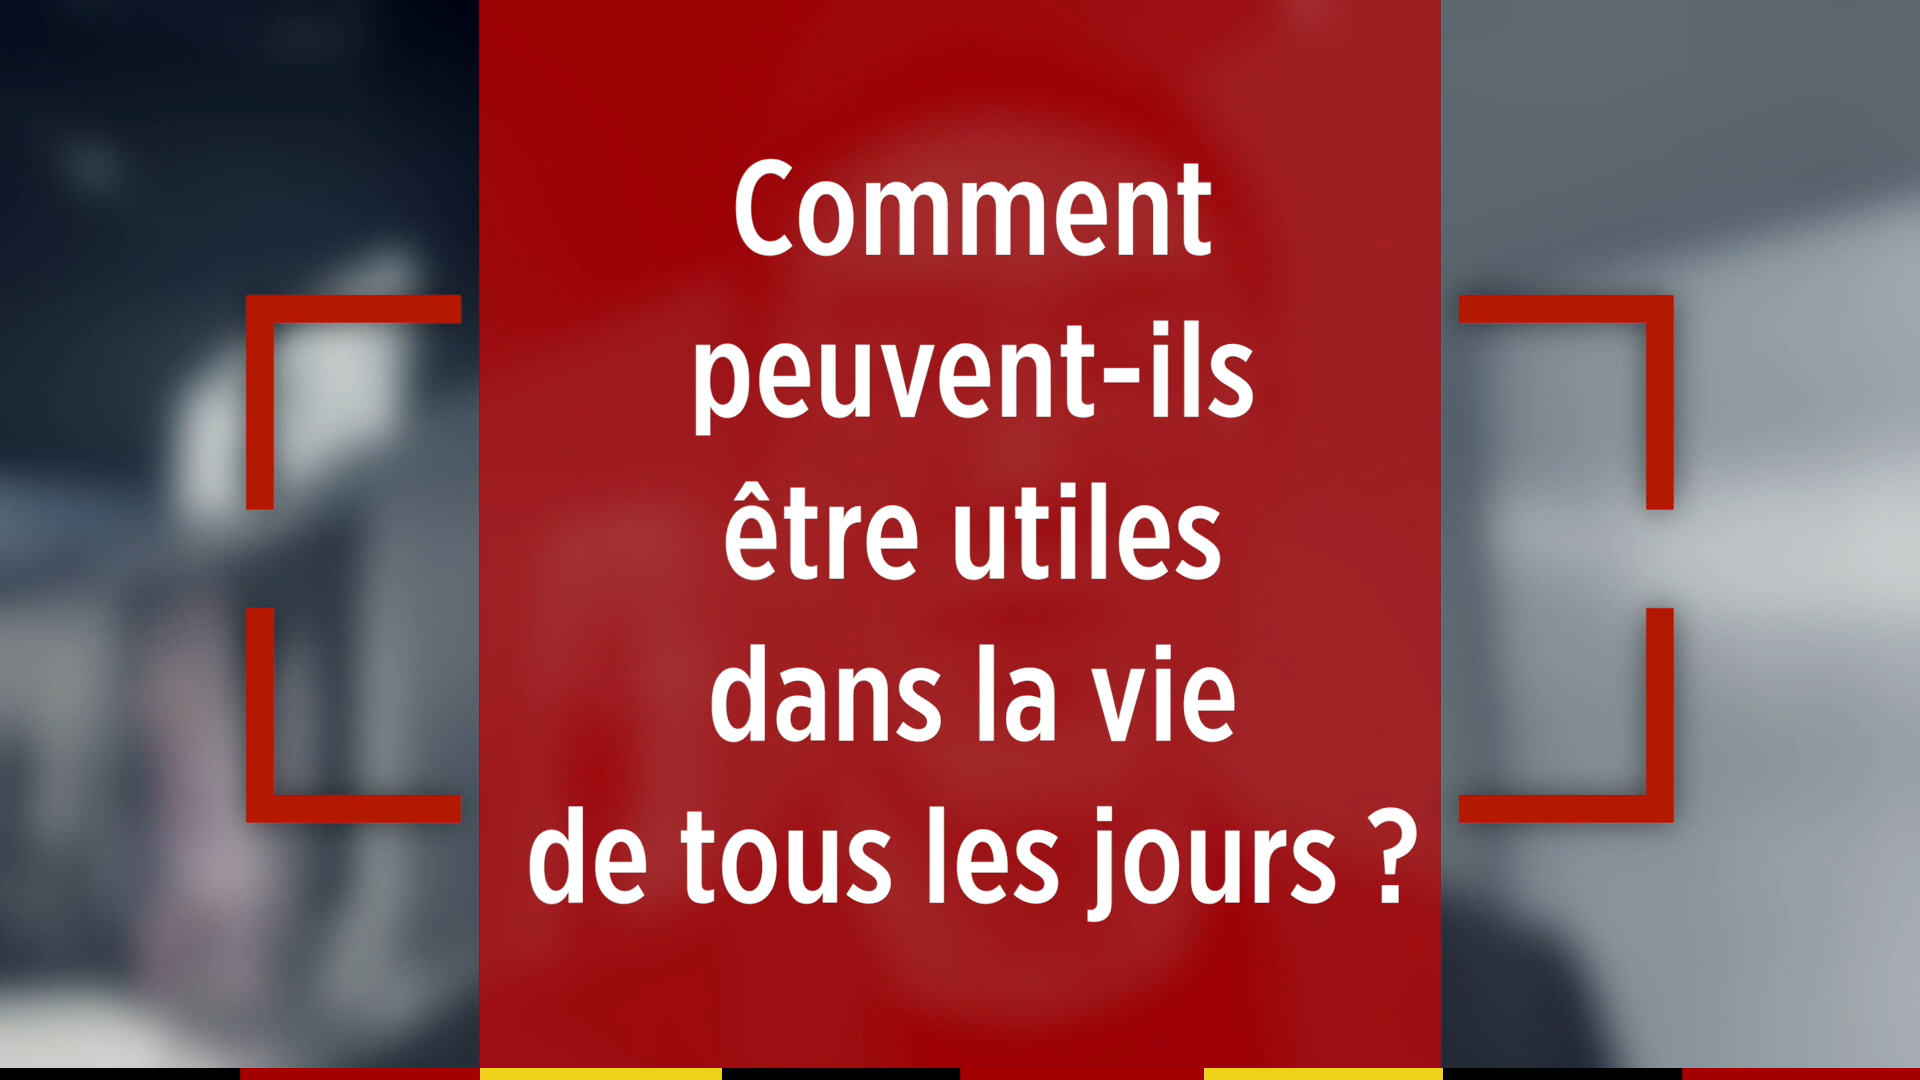 Comment
peuvent-ils
être utiles
dans la vie
de tous les jours ?